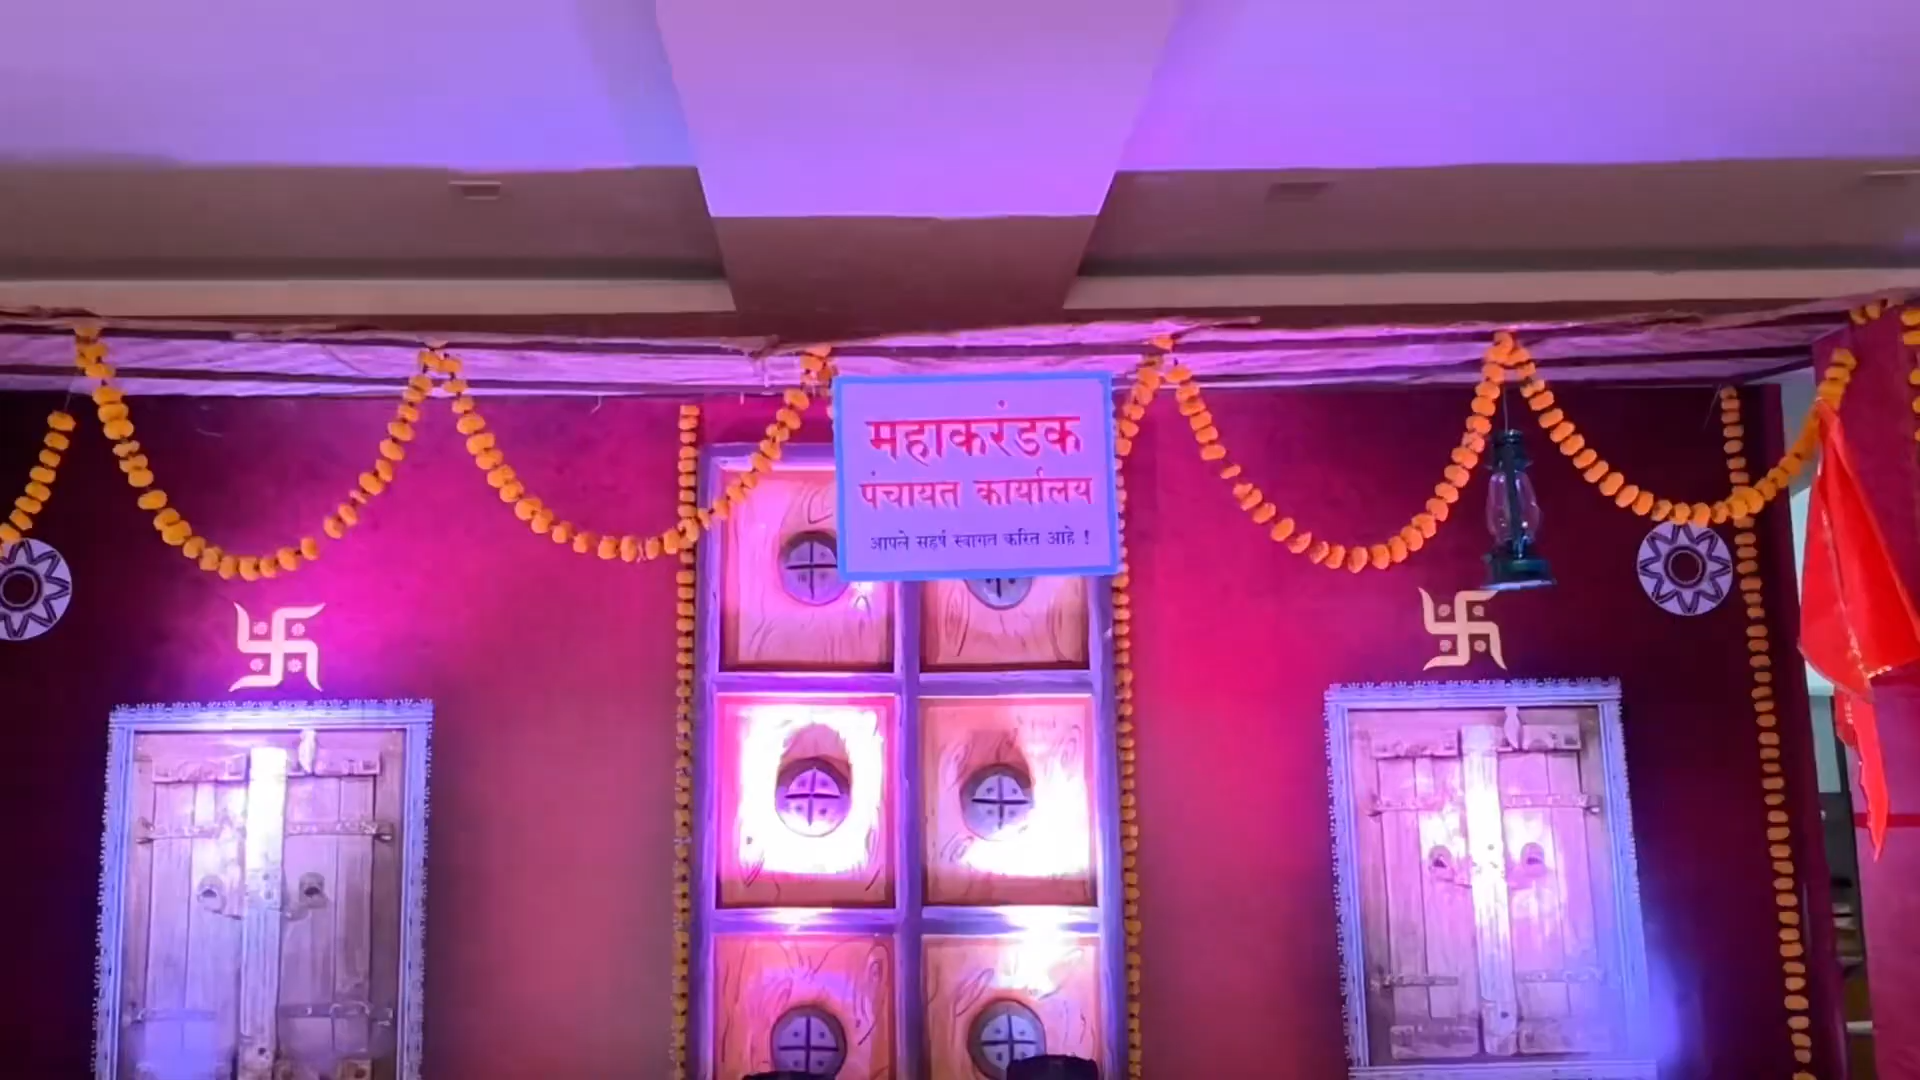 महाकरंडक
पंचायत कार्यालय
आपले सहर्ष स्वागत करित आहे !